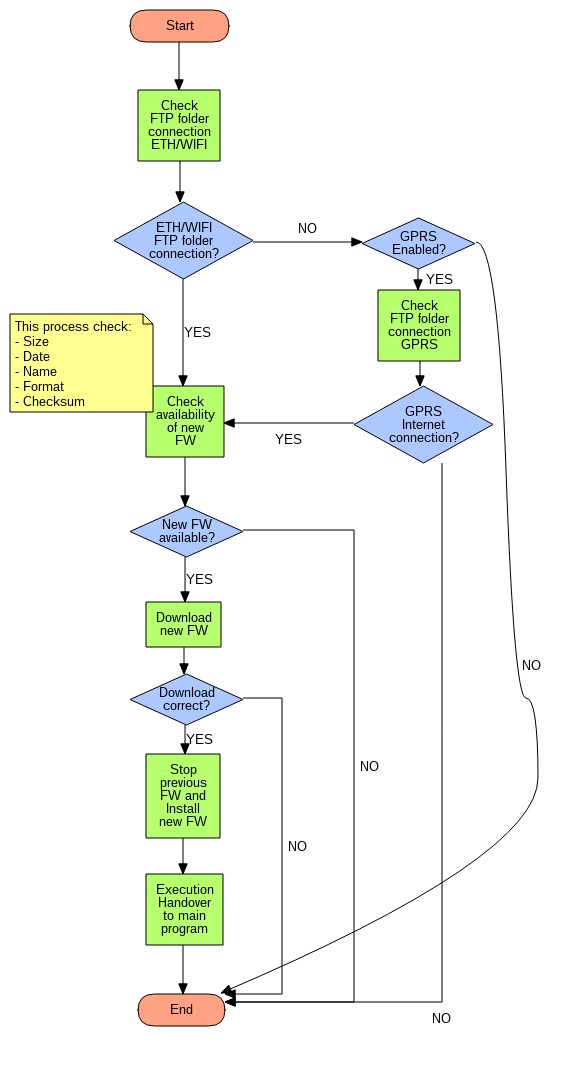 Start
Check
FTP folder
connection
ETH/WIFI
ETH/WIFI
FTP folder
connection?
NO
GPRS
Enabled?
YES
Check
FTP folder
connection
GPRS
YES
This process check:
- Size
- Date
- Name
- Format
- Checksum
Check
availability
of new
FW
YES
GPRS
Internet
connection?
New FW
available?
YES
Download
new FW
NO
Download
correct?
YES
Stop
previous
FW and
Install
new FW
NO
NO
Execution
Handover
to main
program
End
NO